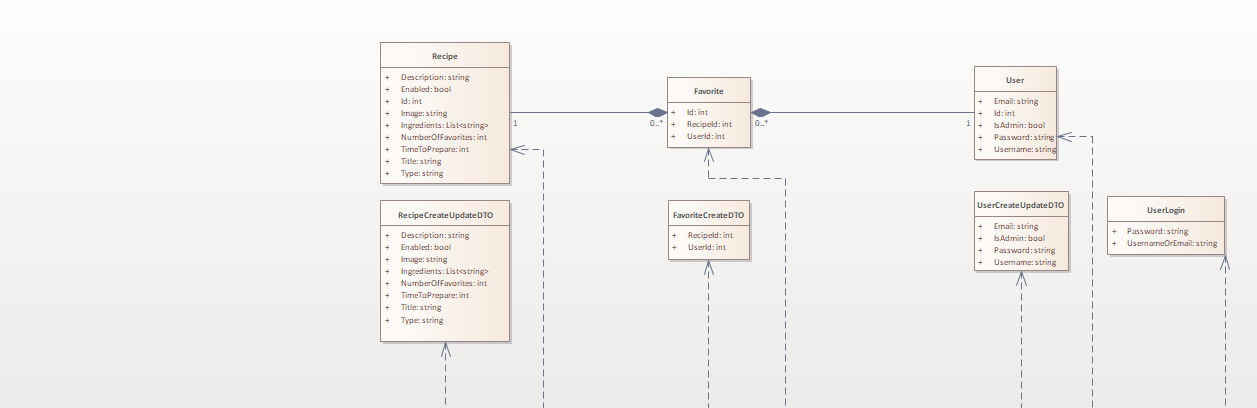 Recipe
+ Description: string
+ Enabled: bool
+ Id: int
+ Image: string
+ Ingredients: List<string>
+ NumberOfFavorites: int
+ TimeToPrepare: int
+ Title: string
+ Type: string
1
0..*
Favorite
+ Id: int
+ RecipeId: int
+ UserId: int
0..*
1
User
+ Email: string
+ Id: int
+ IsAdmin: bool
+ Password: string
+ Username: string
RecipeCreateUpdateDTO
+ Description: string
+ Enabled: bool
+ Image: string
+ Ingredients: List<string>
+ NumberOfFavorites: int
+ TimeToPrepare: int
+ Title: string
+ Type: string
FavoriteCreateDTO
+ RecipeId: int
+ UserId: int
UserCreateUpdateDTO
+ Email: string
+ IsAdmin: bool
+ Password: string
+ Username: string
UserLogin
+ Password: string
+ UsernameOrEmail: string